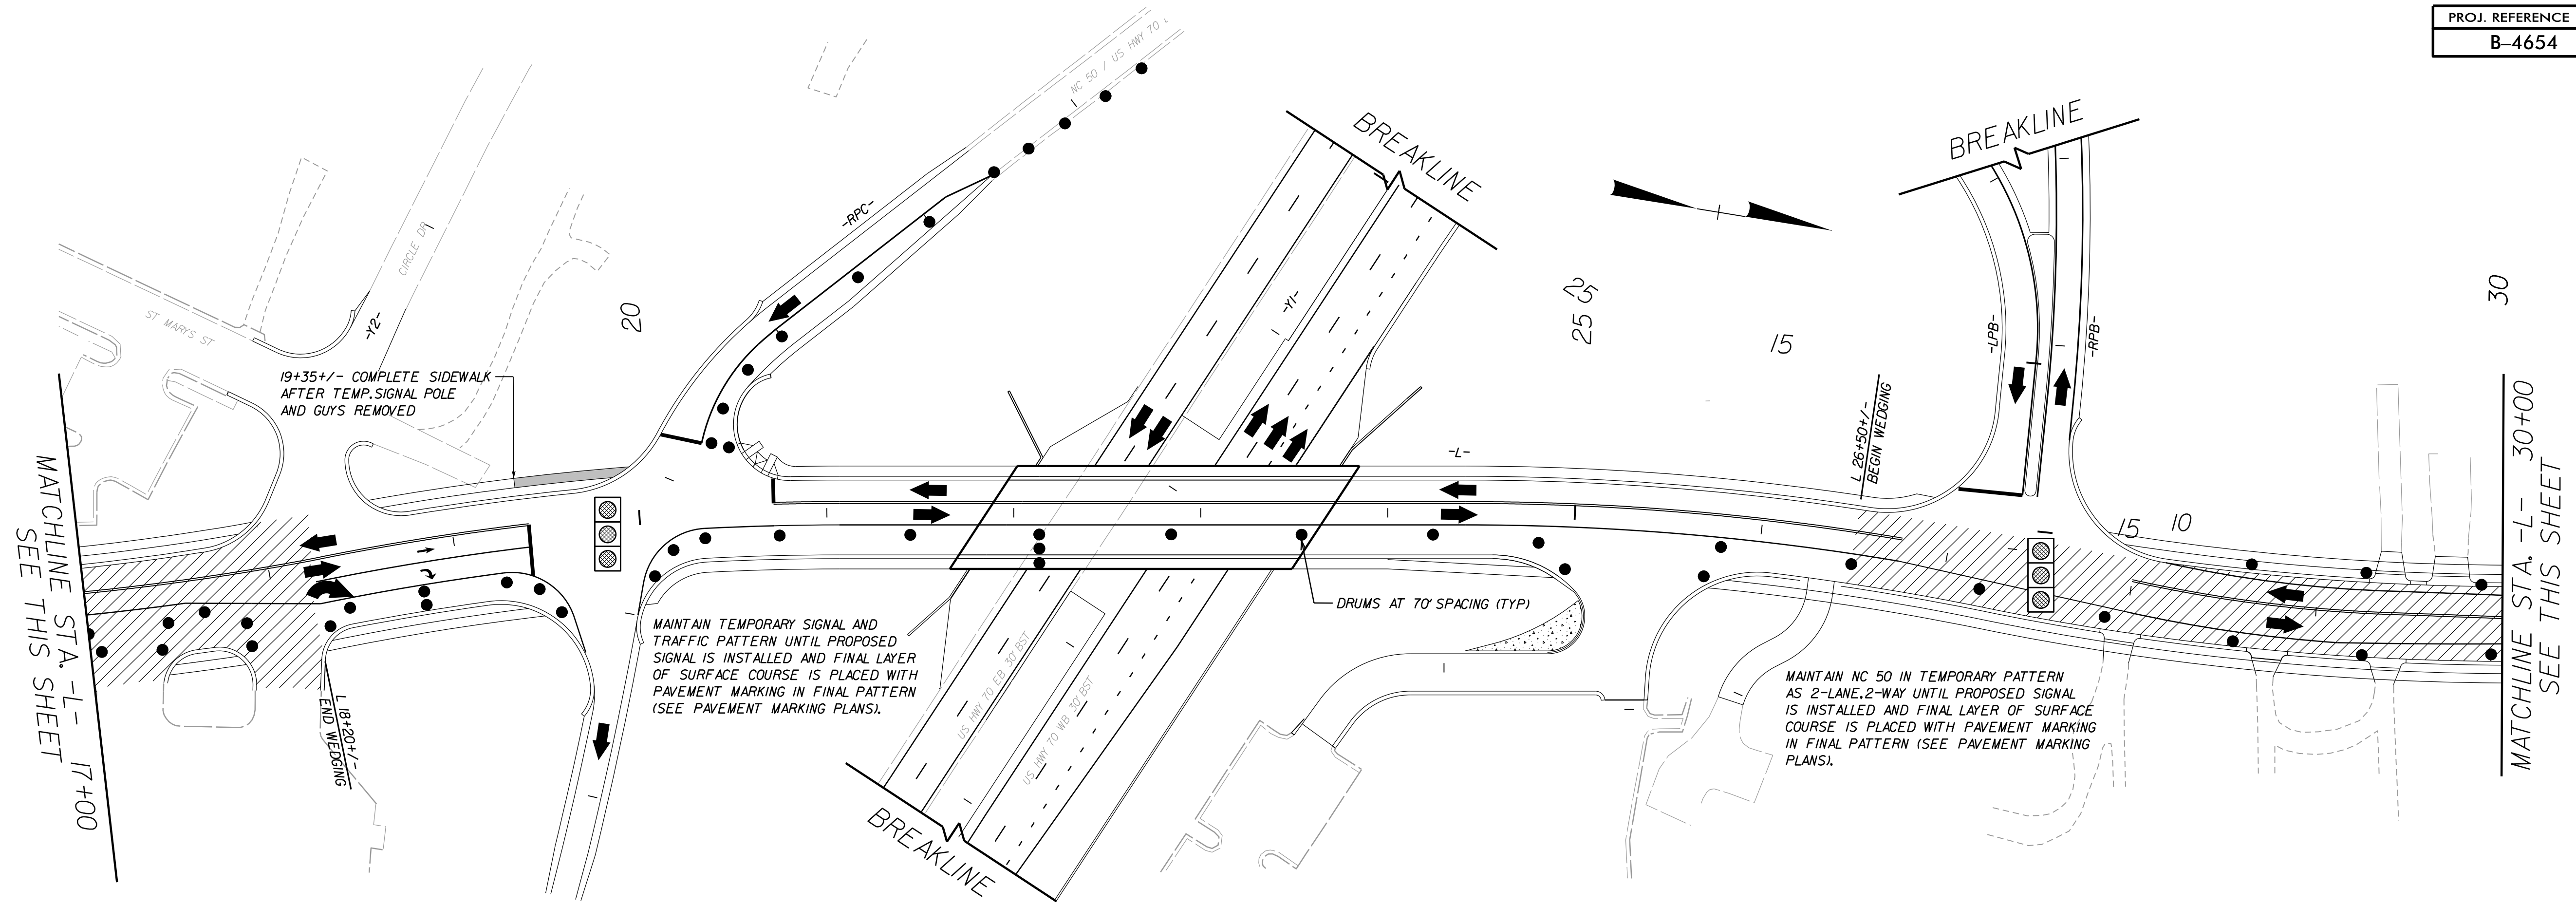 PROJ. REFERENCE
B-4654
NC 50 / US HWY 70
BREAKLINE
BREAKLINE
-RPC-
CIRCLE DR
ST MARYS ST
-Y2-
20
-Y1-
25
25
15
-LPB-
-RPB-
30
19+35+/- COMPLETE SIDEWALK
AFTER TEMP.SIGNAL POLE
AND GUYS REMOVED
L 26+50+/-
BEGIN WEDGING
-L-
15
10
MATCHLINE STA. -L- 17+00
SEE THIS SHEET
MATCHLINE STA. -L- 30+00
SEE THIS SHEET
DRUMS AT 70' SPACING (TYP)
MAINTAIN TEMPORARY SIGNAL AND
TRAFFIC PATTERN UNTIL PROPOSED
SIGNAL IS INSTALLED AND FINAL LAYER
OF SURFACE COURSE IS PLACED WITH
PAVEMENT MARKING IN FINAL PATTERN
(SEE PAVEMENT MARKING PLANS).
L 18+20+/-
END WEDGING
US HWY 70 EB 30' BST
US HWY 70 WB 30' BST
MAINTAIN NC 50 IN TEMPORARY PATTERN
AS 2-LANE,2-WAY UNTIL PROPOSED SIGNAL
IS INSTALLED AND FINAL LAYER OF SURFACE
COURSE IS PLACED WITH PAVEMENT MARKING
IN FINAL PATTERN (SEE PAVEMENT MARKING
PLANS).
BREAKLINE